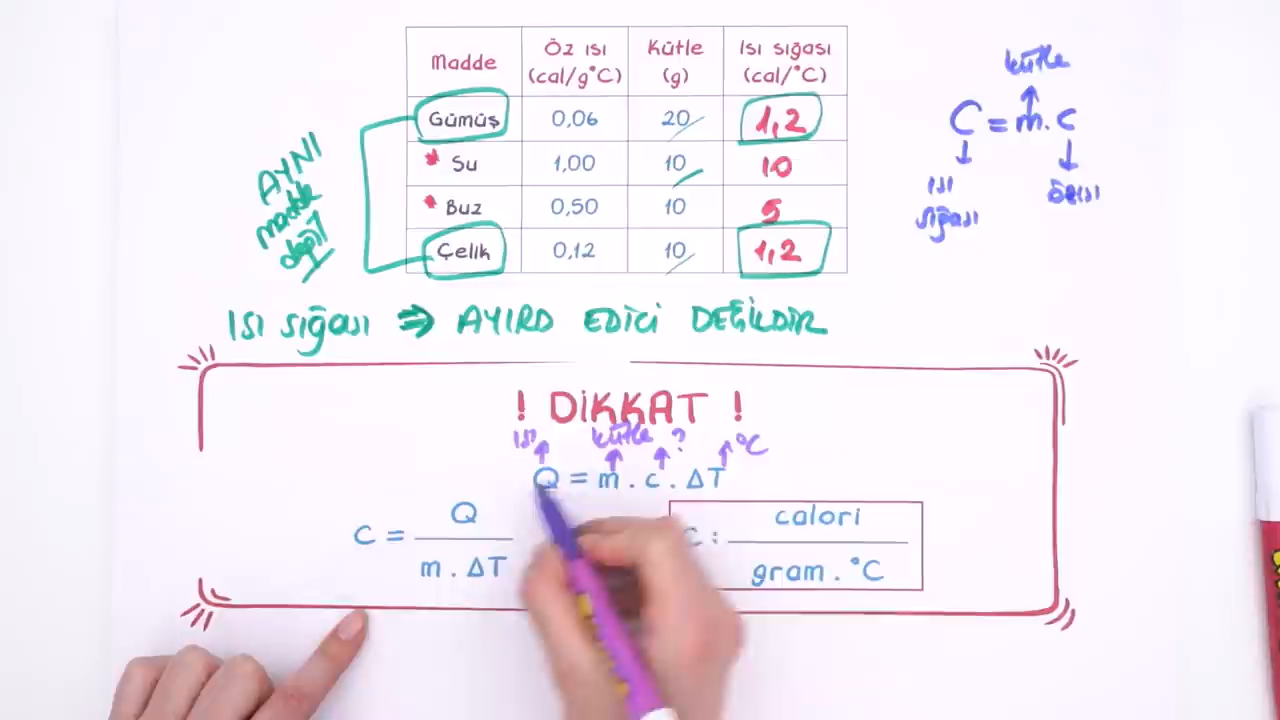 Madde Öz ısı (cal/g°C) Kütle (g) Isı sığası (cal/°C)
Gümüş 0,06 20 1,2
* Su 1,00 10 10
* Buz 0,50 10 5
Çelik 0,12 10 1,2
AYNI
madde
değil
kütle
C = m . c
ısı
sığası
özısı
ISI sığası ⇒ AYIRD EDİCİ DEĞİLDİR
! DİKKAT !
ısı kütle ? °C
Q = m . c . ΔT
c = Q / m . ΔT
c : calori / gram . °C